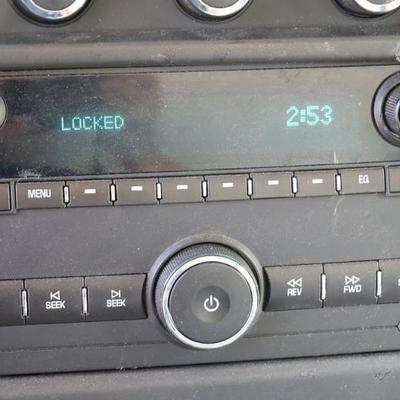 LOCKED 2:53
MENU EQ
SEEK SEEK REV FWD